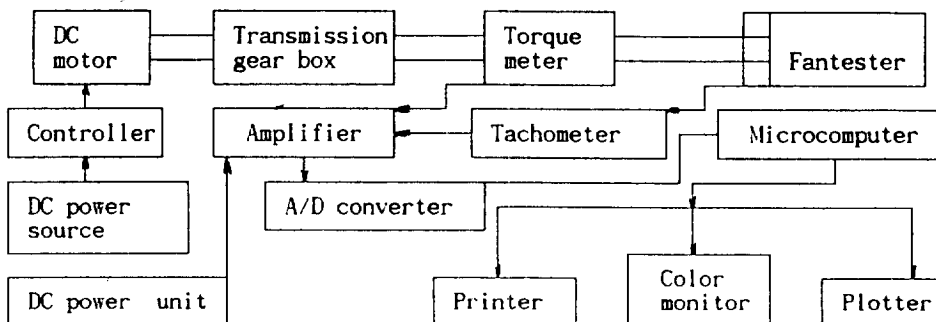 DC
motor
Transmission
gear box
Torque
meter
Fantester
Controller
Amplifier
Tachometer
Microcomputer
DC power
source
A/D converter
DC power unit
Printer
Color
monitor
Plotter